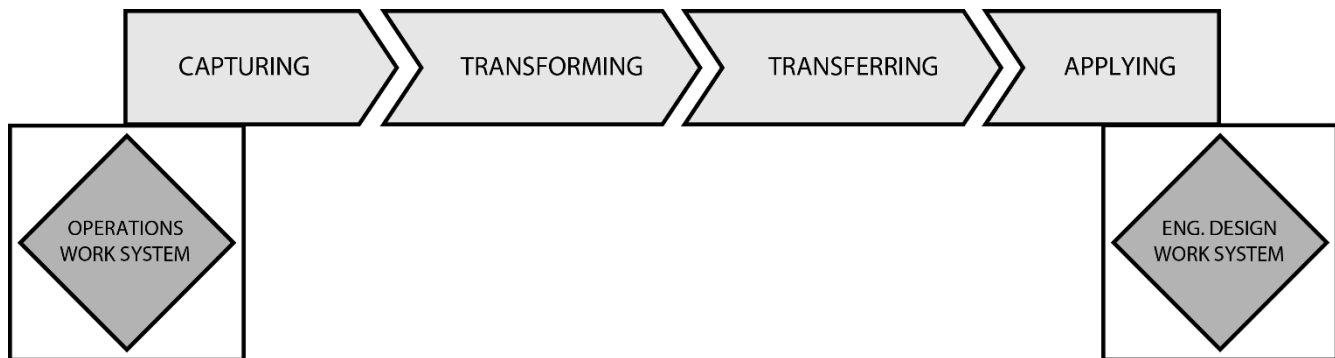 CAPTURING
TRANSFORMING
TRANSFERRING
APPLYING
OPERATIONS
WORK SYSTEM
ENG. DESIGN
WORK SYSTEM